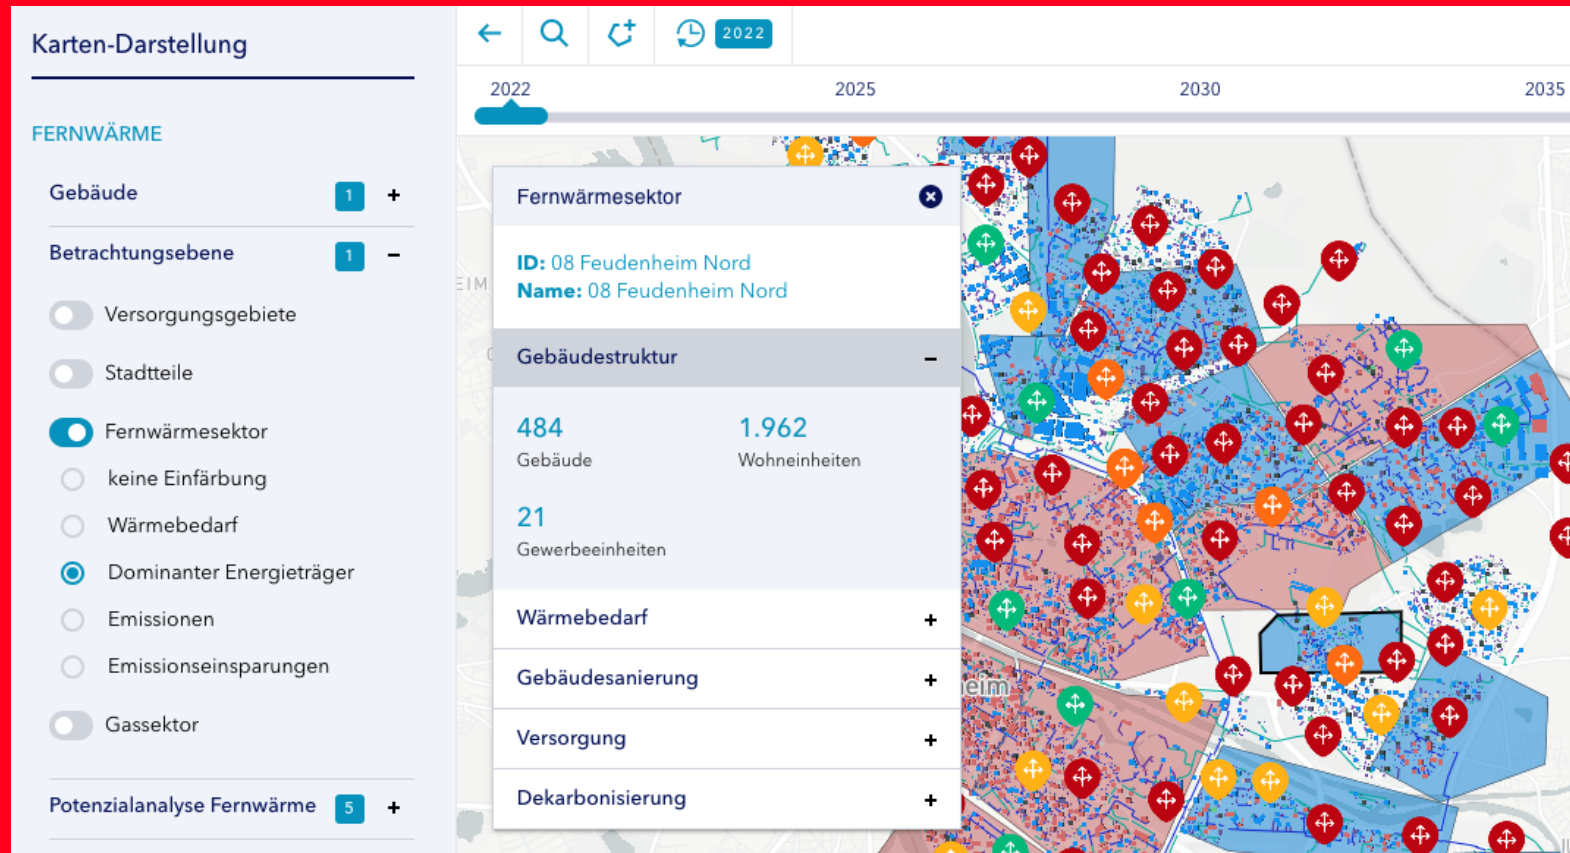 Karten-Darstellung
FERNWÄRME
Gebäude 1 +
Betrachtungsebene 1 −
Versorgungsgebiete
Stadtteile
Fernwärmesektor
keine Einfärbung
Wärmebedarf
Dominanter Energieträger
Emissionen
Emissionseinsparungen
Gassektor
Potenzialanalyse Fernwärme 5 +
2022
2022 2025 2030 2035
Fernwärmesektor
ID: 08 Feudenheim Nord
Name: 08 Feudenheim Nord
Gebäudestruktur −
484 1.962
Gebäude Wohneinheiten
21
Gewerbeeinheiten
Wärmebedarf +
Gebäudesanierung +
Versorgung +
Dekarbonisierung +
EIM
eim